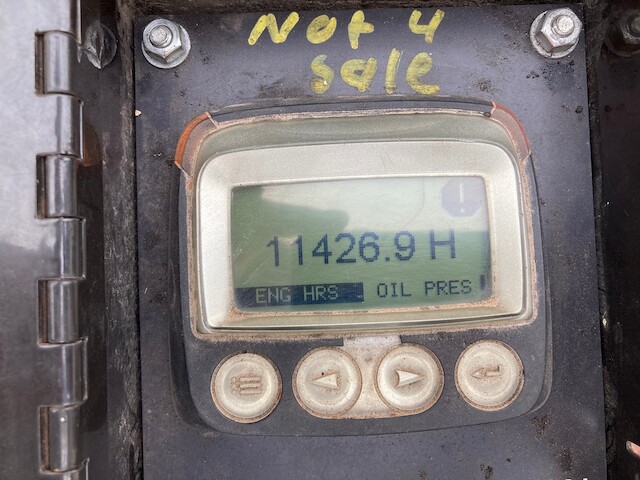 Not 4
Sale
11426.9 H
ENG HRS OIL PRES